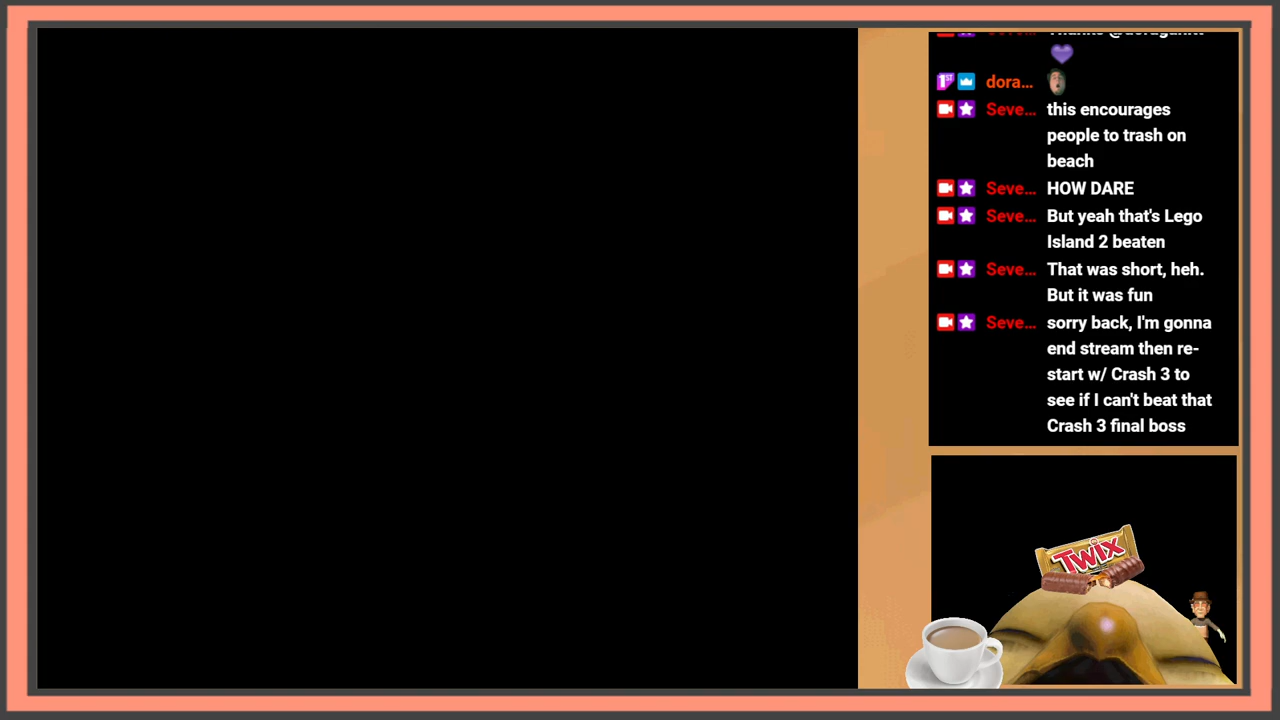 dora...
Seve... this encourages
people to trash on
beach
Seve... HOW DARE
Seve... But yeah that's Lego
Island 2 beaten
Seve... That was short, heh.
But it was fun
Seve... sorry back, I'm gonna
end stream then re-
start w/ Crash 3 to
see if I can't beat that
Crash 3 final boss
TWIX